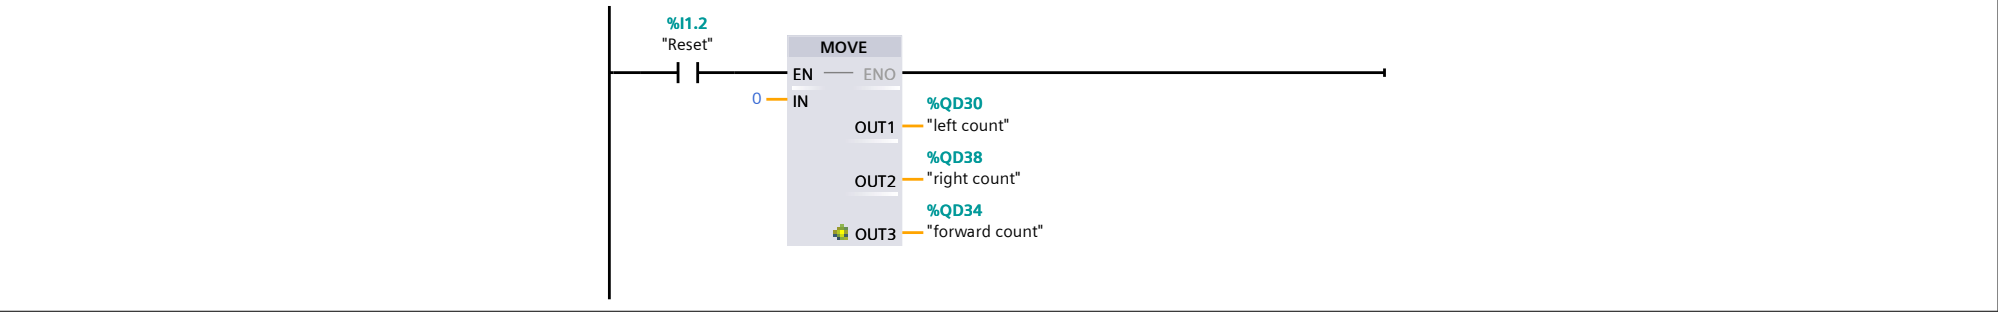 %I1.2
"Reset"
MOVE
EN ENO
0 IN
%QD30
OUT1 "left count"
%QD38
OUT2 "right count"
%QD34
OUT3 "forward count"